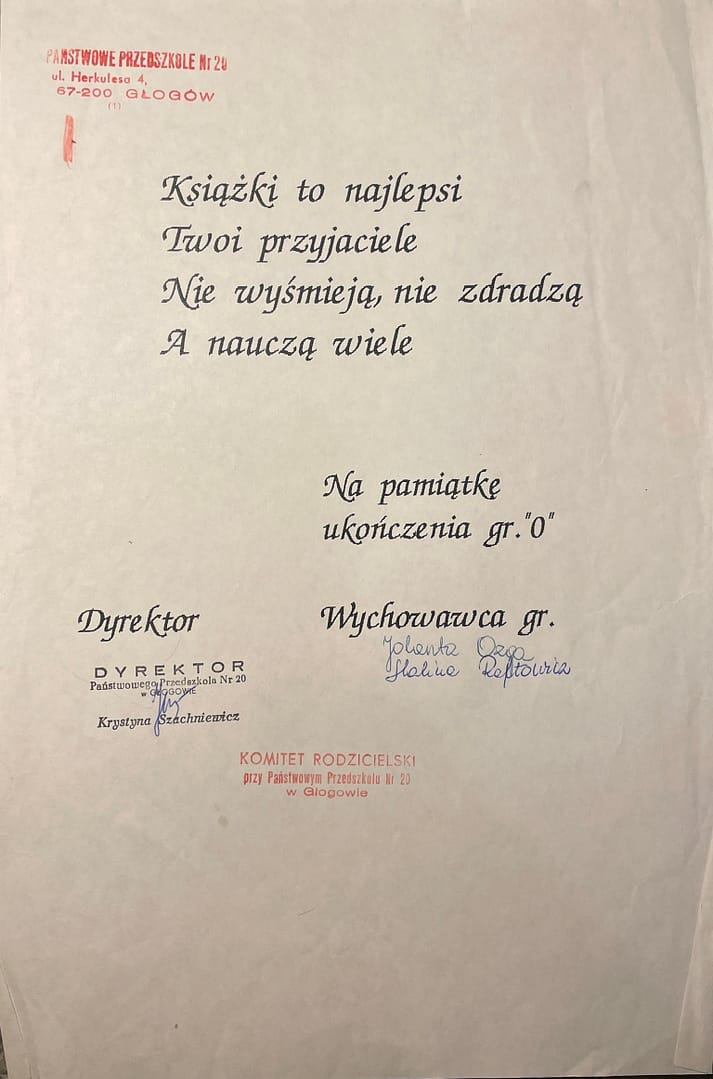 PAŃSTWOWE PRZEDSZKOLE Nr 20
ul. Herkulesa 4,
67-200 GŁOGÓW
(1)
Książki to najlepsi
Twoi przyjaciele
Nie wyśmieją, nie zdradzą
A nauczą wiele
Na pamiątkę
ukończenia gr. "0"
Dyrektor
Wychowawca gr.
Jolanta Ozga
Halina
DYREKTOR
Państwowego Przedszkola Nr 20
w GŁOGOWIE
Krystyna Szachniewicz
KOMITET RODZICIELSKI
przy Państwowym Przedszkolu Nr 20
w Głogowie